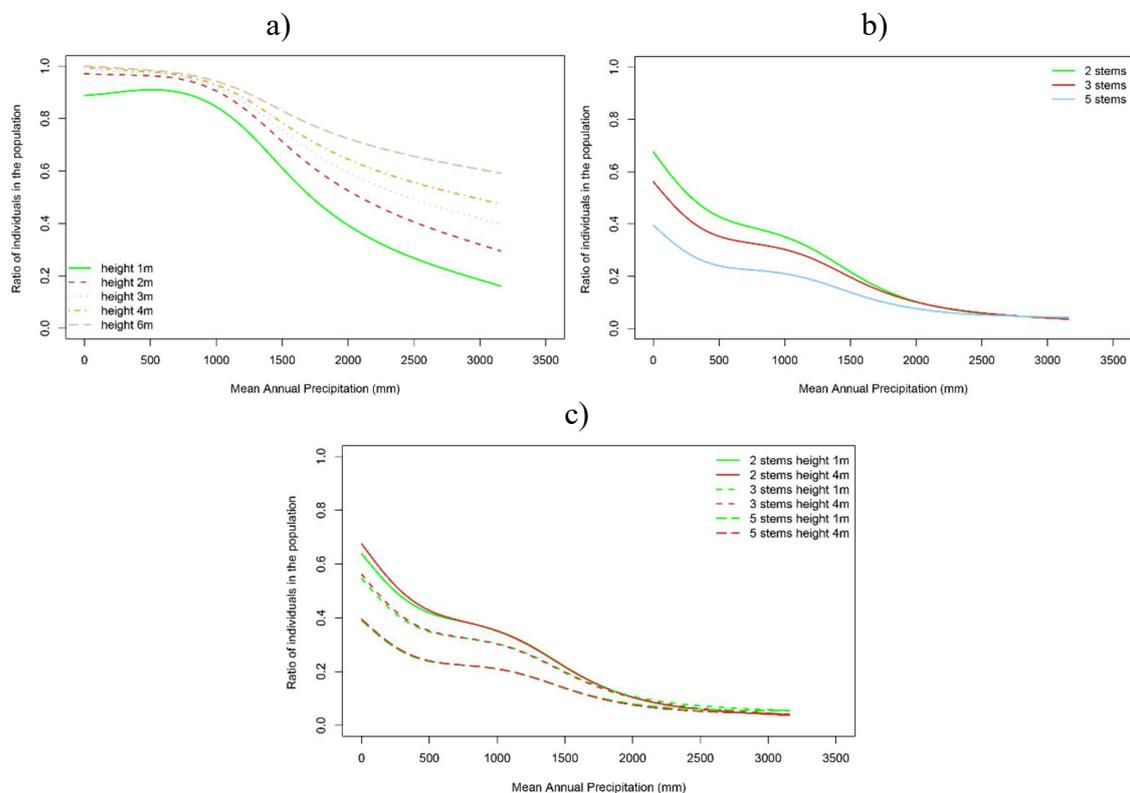 a)
b)
Ratio of individuals in the population
1.0
0.8
0.6
0.4
0.2
0.0
height 1m
height 2m
height 3m
height 4m
height 6m
0 500 1000 1500 2000 2500 3000 3500
Mean Annual Precipitation (mm)
Ratio of individuals in the population
1.0
0.8
0.6
0.4
0.2
0.0
2 stems
3 stems
5 stems
0 500 1000 1500 2000 2500 3000 3500
Mean Annual Precipitation (mm)
c)
Ratio of individuals in the population
1.0
0.8
0.6
0.4
0.2
0.0
2 stems height 1m
2 stems height 4m
3 stems height 1m
3 stems height 4m
5 stems height 1m
5 stems height 4m
0 500 1000 1500 2000 2500 3000 3500
Mean Annual Precipitation (mm)